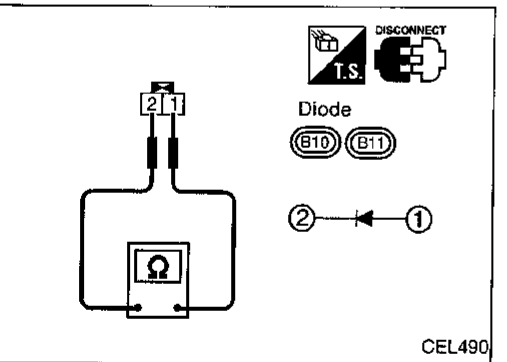 DISCONNECT
T.S.
Diode
B10 B11
2 1
Ω
2 1
CEL490